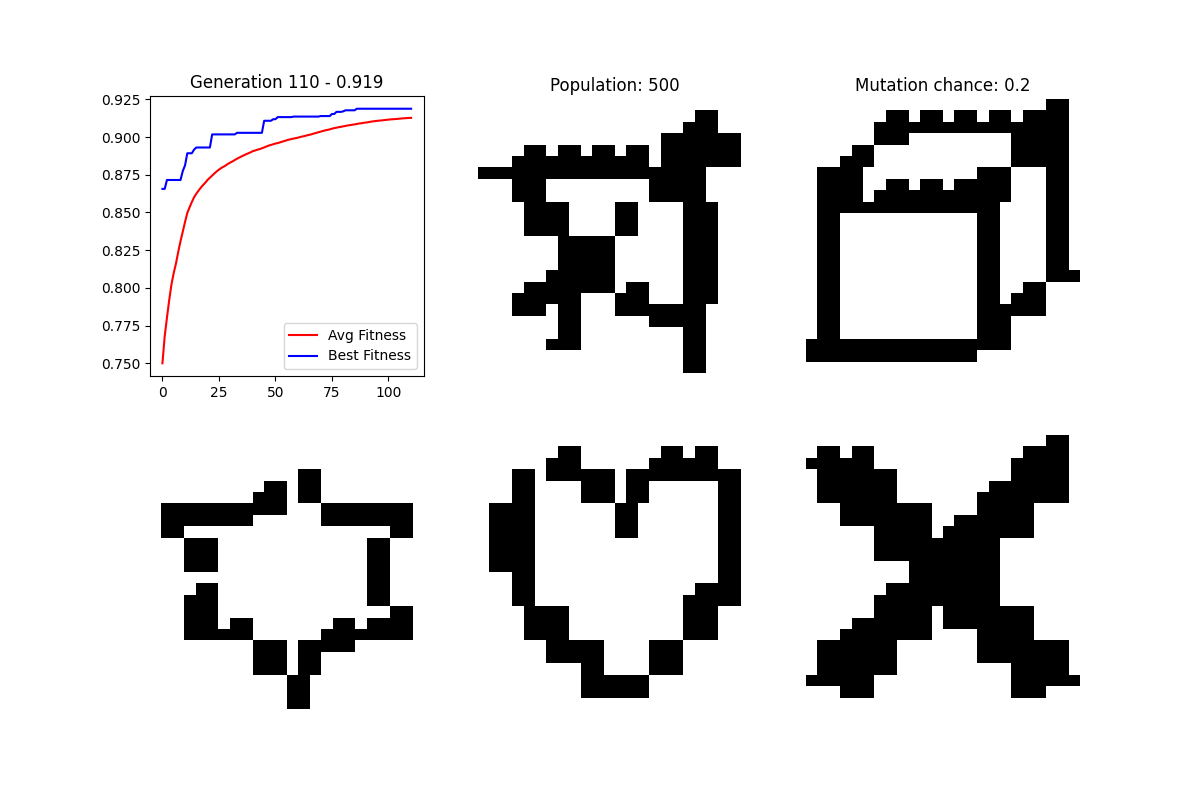 Generation 110 - 0.919
Population: 500
Mutation chance: 0.2
0.925
0.900
0.875
0.850
0.825
0.800
0.775
0.750
Avg Fitness
Best Fitness
0 25 50 75 100